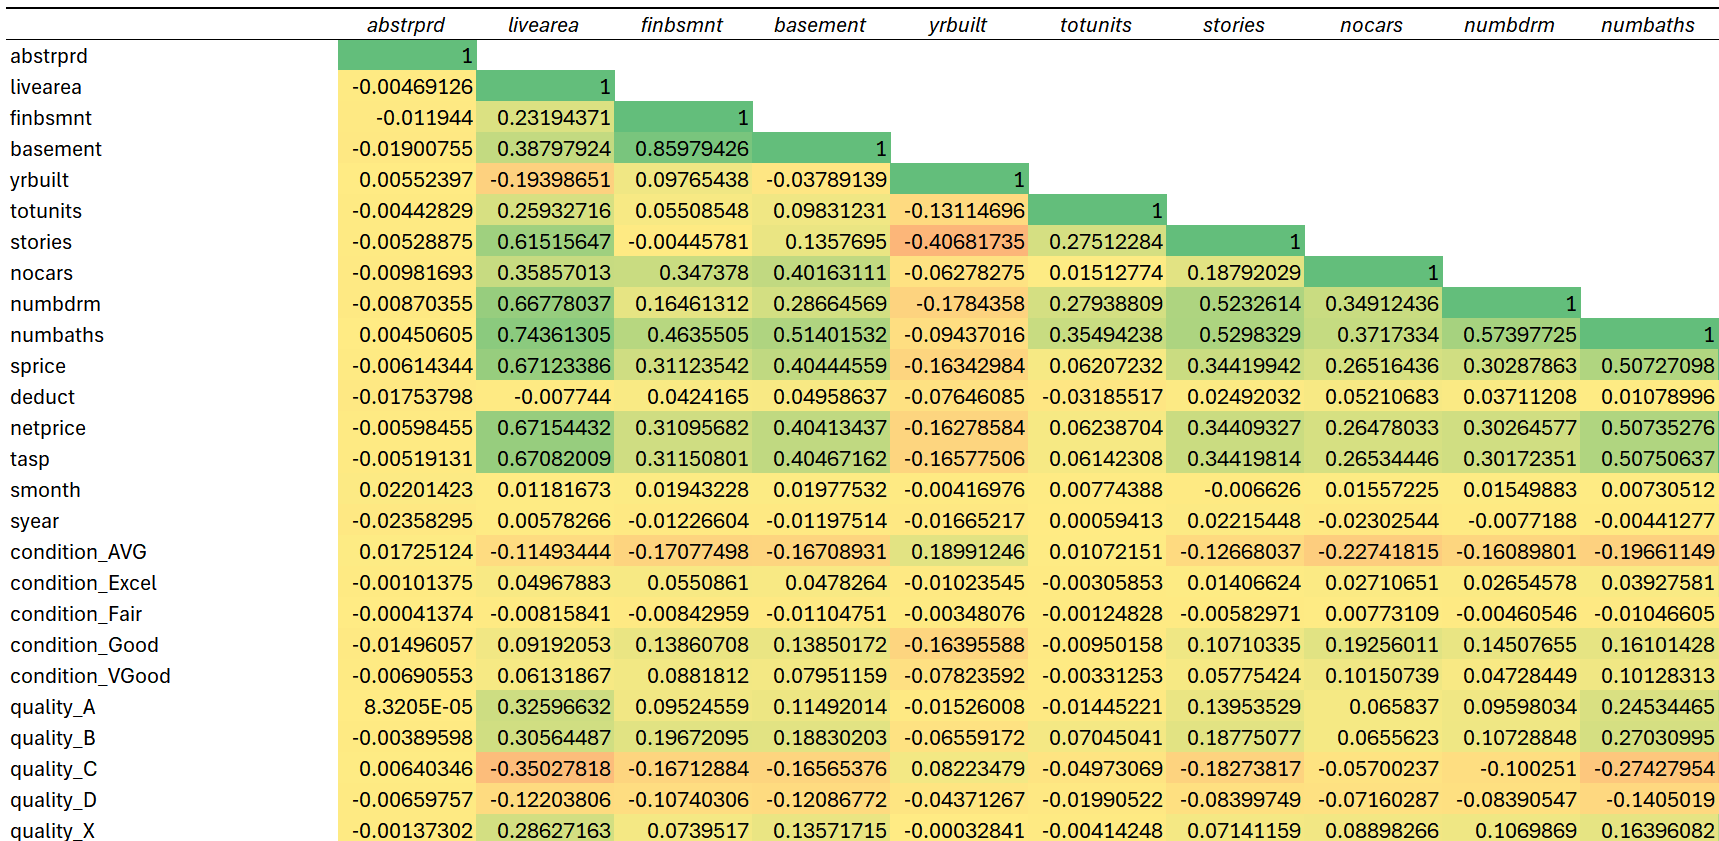 abstrprd livearea finbsmnt basement yrbuilt totunits stories nocars numbdrm numbaths
abstrprd 1
livearea -0.00469126 1
finbsmnt -0.011944 0.23194371 1
basement -0.01900755 0.38797924 0.85979426 1
yrbuilt 0.00552397 -0.19398651 0.09765438 -0.03789139 1
totunits -0.00442829 0.25932716 0.05508548 0.09831231 -0.13114696 1
stories -0.00528875 0.61515647 -0.00445781 0.1357695 -0.40681735 0.27512284 1
nocars -0.00981693 0.35857013 0.347378 0.40163111 -0.06278275 0.01512774 0.18792029 1
numbdrm -0.00870355 0.66778037 0.16461312 0.28664569 -0.1784358 0.27938809 0.5232614 0.34912436 1
numbaths 0.00450605 0.74361305 0.4635505 0.51401532 -0.09437016 0.35494238 0.5298329 0.3717334 0.57397725 1
sprice -0.00614344 0.67123386 0.31123542 0.40444559 -0.16342984 0.06207232 0.34419942 0.26516436 0.30287863 0.50727098
deduct -0.01753798 -0.007744 0.0424165 0.04958637 -0.07646085 -0.03185517 0.02492032 0.05210683 0.03711208 0.01078996
netprice -0.00598455 0.67154432 0.31095682 0.40413437 -0.16278584 0.06238704 0.34409327 0.26478033 0.30264577 0.50735276
tasp -0.00519131 0.67082009 0.31150801 0.40467162 -0.16577506 0.06142308 0.34419814 0.26534446 0.30172351 0.50750637
smonth 0.02201423 0.01181673 0.01943228 0.01977532 -0.00416976 0.00774388 -0.006626 0.01557225 0.01549883 0.00730512
syear -0.02358295 0.00578266 -0.01226604 -0.01197514 -0.01665217 0.00059413 0.02215448 -0.02302544 -0.0077188 -0.00441277
condition_AVG 0.01725124 -0.11493444 -0.17077498 -0.16708931 0.18991246 0.01072151 -0.12668037 -0.22741815 -0.16089801 -0.19661149
condition_Excel -0.00101375 0.04967883 0.0550861 0.0478264 -0.01023545 -0.00305853 0.01406624 0.02710651 0.02654578 0.03927581
condition_Fair -0.00041374 -0.00815841 -0.00842959 -0.01104751 -0.00348076 -0.00124828 -0.00582971 0.00773109 -0.00460546 -0.01046605
condition_Good -0.01496057 0.09192053 0.13860708 0.13850172 -0.16395588 -0.00950158 0.10710335 0.19256011 0.14507655 0.16101428
condition_VGood -0.00690553 0.06131867 0.0881812 0.07951159 -0.07823592 -0.00331253 0.05775424 0.10150739 0.04728449 0.10128313
quality_A 8.3205E-05 0.32596632 0.09524559 0.11492014 -0.01526008 -0.01445221 0.13953529 0.065837 0.09598034 0.24534465
quality_B -0.00389598 0.30564487 0.19672095 0.18830203 -0.06559172 0.07045041 0.18775077 0.0655623 0.10728848 0.27030995
quality_C 0.00640346 -0.35027818 -0.16712884 -0.16565376 0.08223479 -0.04973069 -0.18273817 -0.05700237 -0.100251 -0.27427954
quality_D -0.00659757 -0.12203806 -0.10740306 -0.12086772 -0.04371267 -0.01990522 -0.08399749 -0.07160287 -0.08390547 -0.1405019
quality_X -0.00137302 0.28627163 0.0739517 0.13571715 -0.00032841 -0.00414248 0.07141159 0.08898266 0.1069869 0.16396082